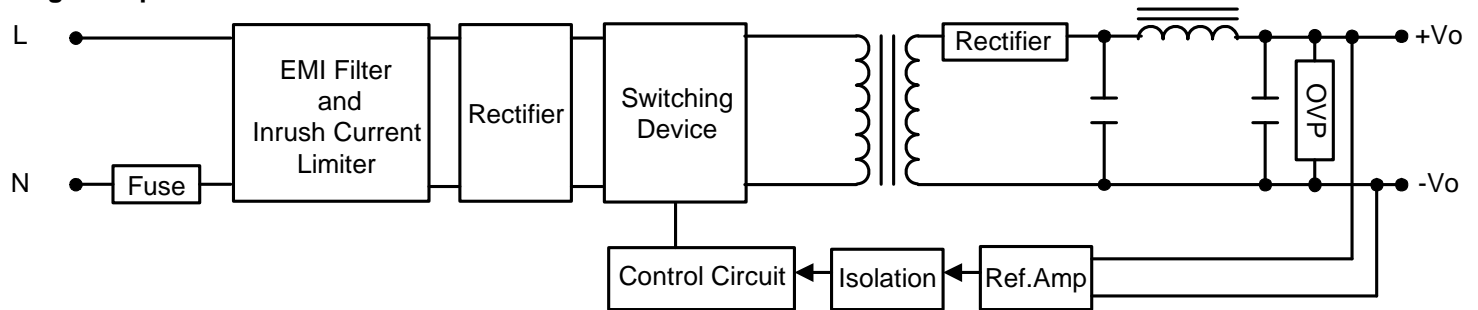 L
EMI Filter
and
Inrush Current
Limiter
Rectifier
Switching
Device
Rectifier
+Vo
OVP
N
Fuse
-Vo
Control Circuit
Isolation
Ref.Amp